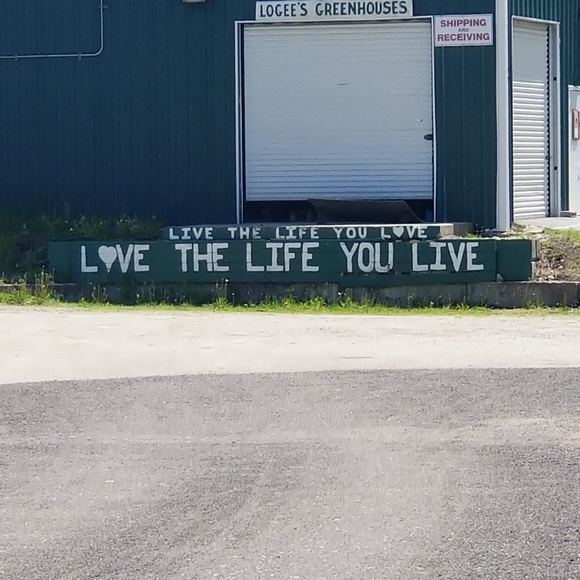 LOGEE'S GREENHOUSES
SHIPPING
AND
RECEIVING
LIVE THE LIFE YOU LOVE
LOVE THE LIFE YOU LIVE